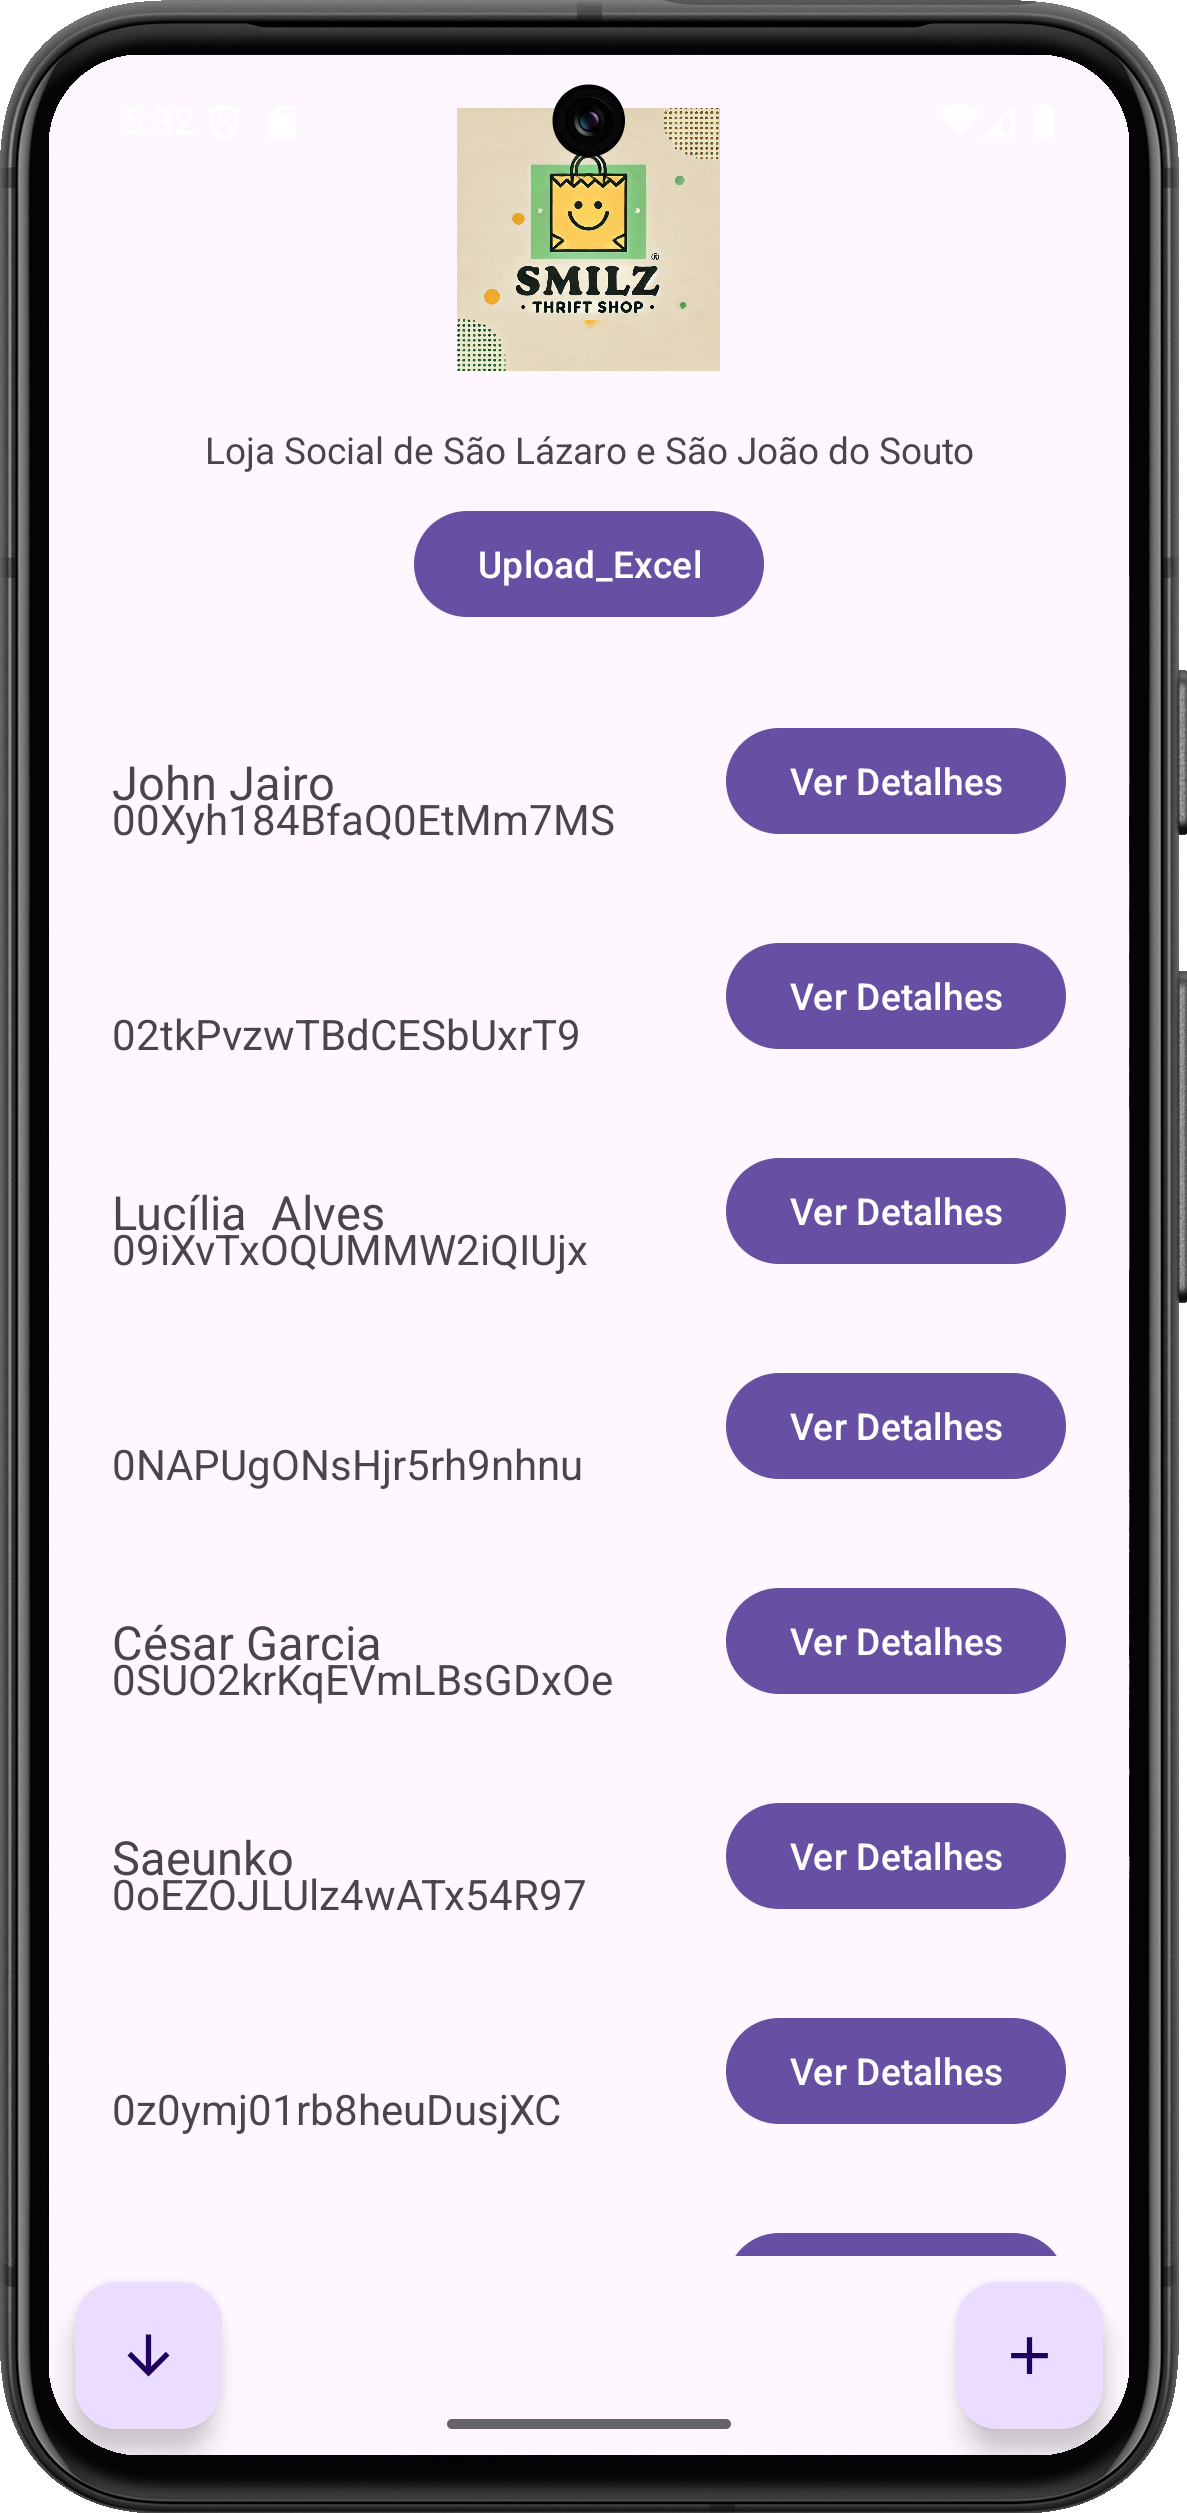 5:32
®
SMILZ
· THRIFT SHOP ·
Loja Social de São Lázaro e São João do Souto
Upload_Excel
John Jairo
00Xyh184BfaQ0EtMm7MS
Ver Detalhes
02tkPvzwTBdCESbUxrT9
Ver Detalhes
Lucília  Alves
09iXvTxOQUMMW2iQIUjx
Ver Detalhes
0NAPUgONsHjr5rh9nhnu
Ver Detalhes
César Garcia
0SUO2krKqEVmLBsGDxOe
Ver Detalhes
Saeunko
0oEZOJLUlz4wATx54R97
Ver Detalhes
0z0ymj01rb8heuDusjXC
Ver Detalhes